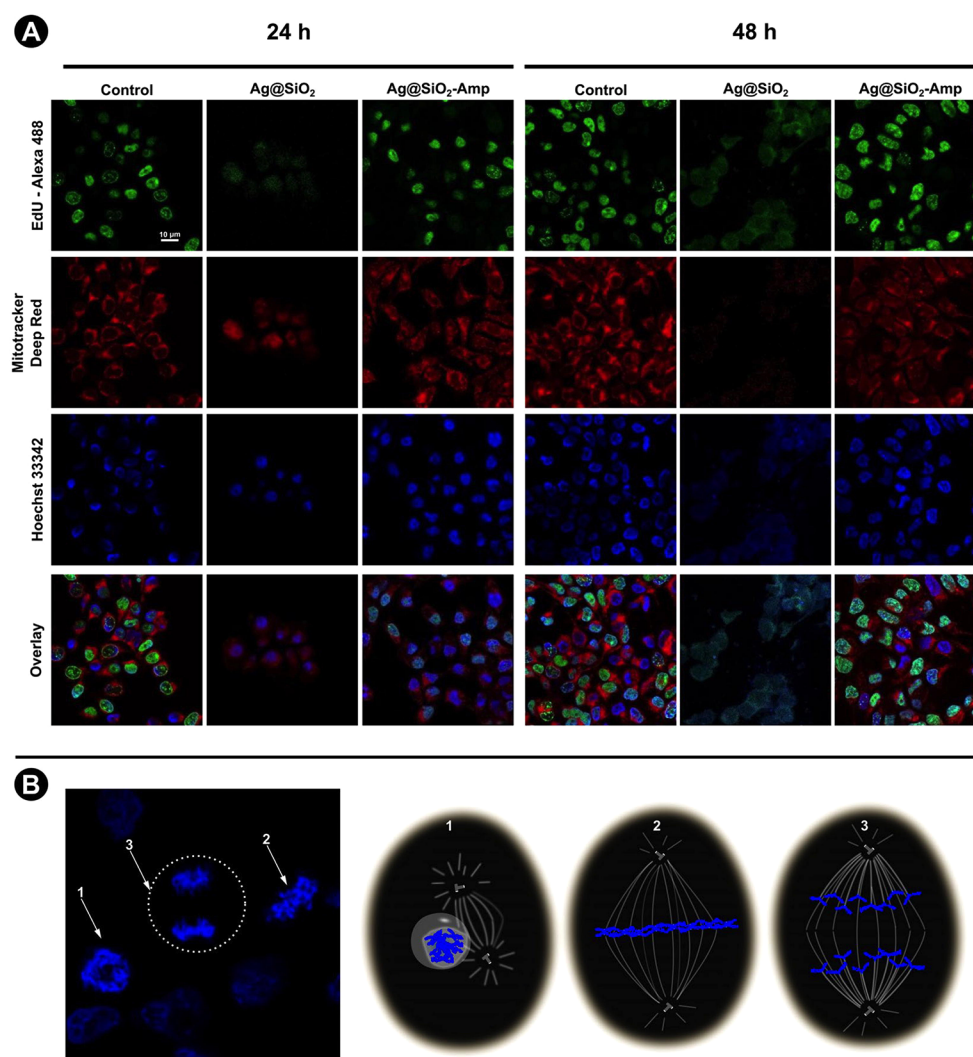 A
24 h
48 h
Control
Ag@SiO₂
Ag@SiO₂-Amp
Control
Ag@SiO₂
Ag@SiO₂-Amp
EdU - Alexa 488
10 µm
Mitotracker
Deep Red
Hoechst 33342
Overlay
B
1
2
3
1
2
3